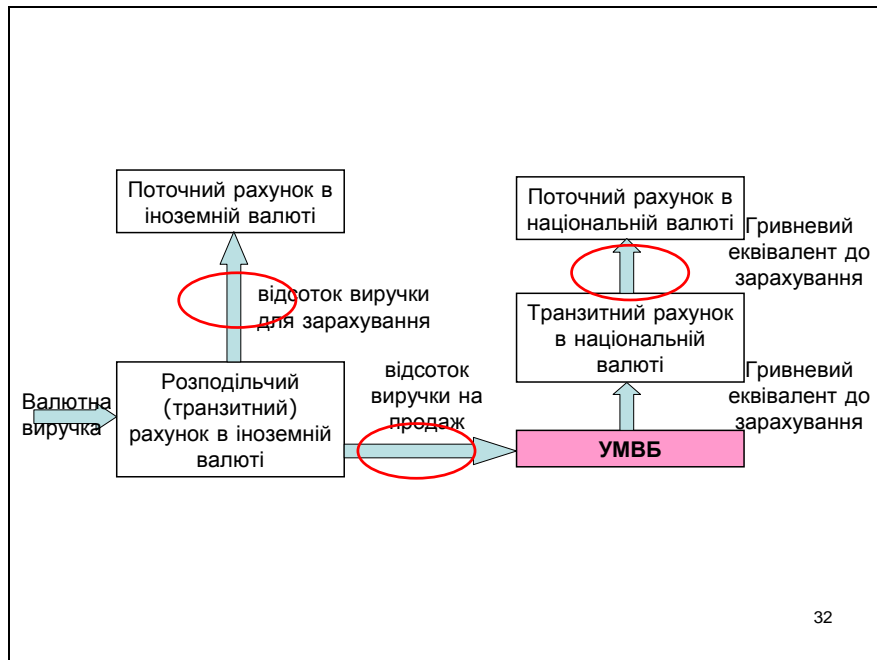 Поточний рахунок в
іноземній валюті
Поточний рахунок в
національній валюті
Гривневий
еквівалент до
зарахування
відсоток виручки
для зарахування
Транзитний рахунок
в національній
валюті
Валютна
виручка
Розподільчий
(транзитний)
рахунок в іноземній
валюті
відсоток
виручки на
продаж
Гривневий
еквівалент до
зарахування
УМВБ
32